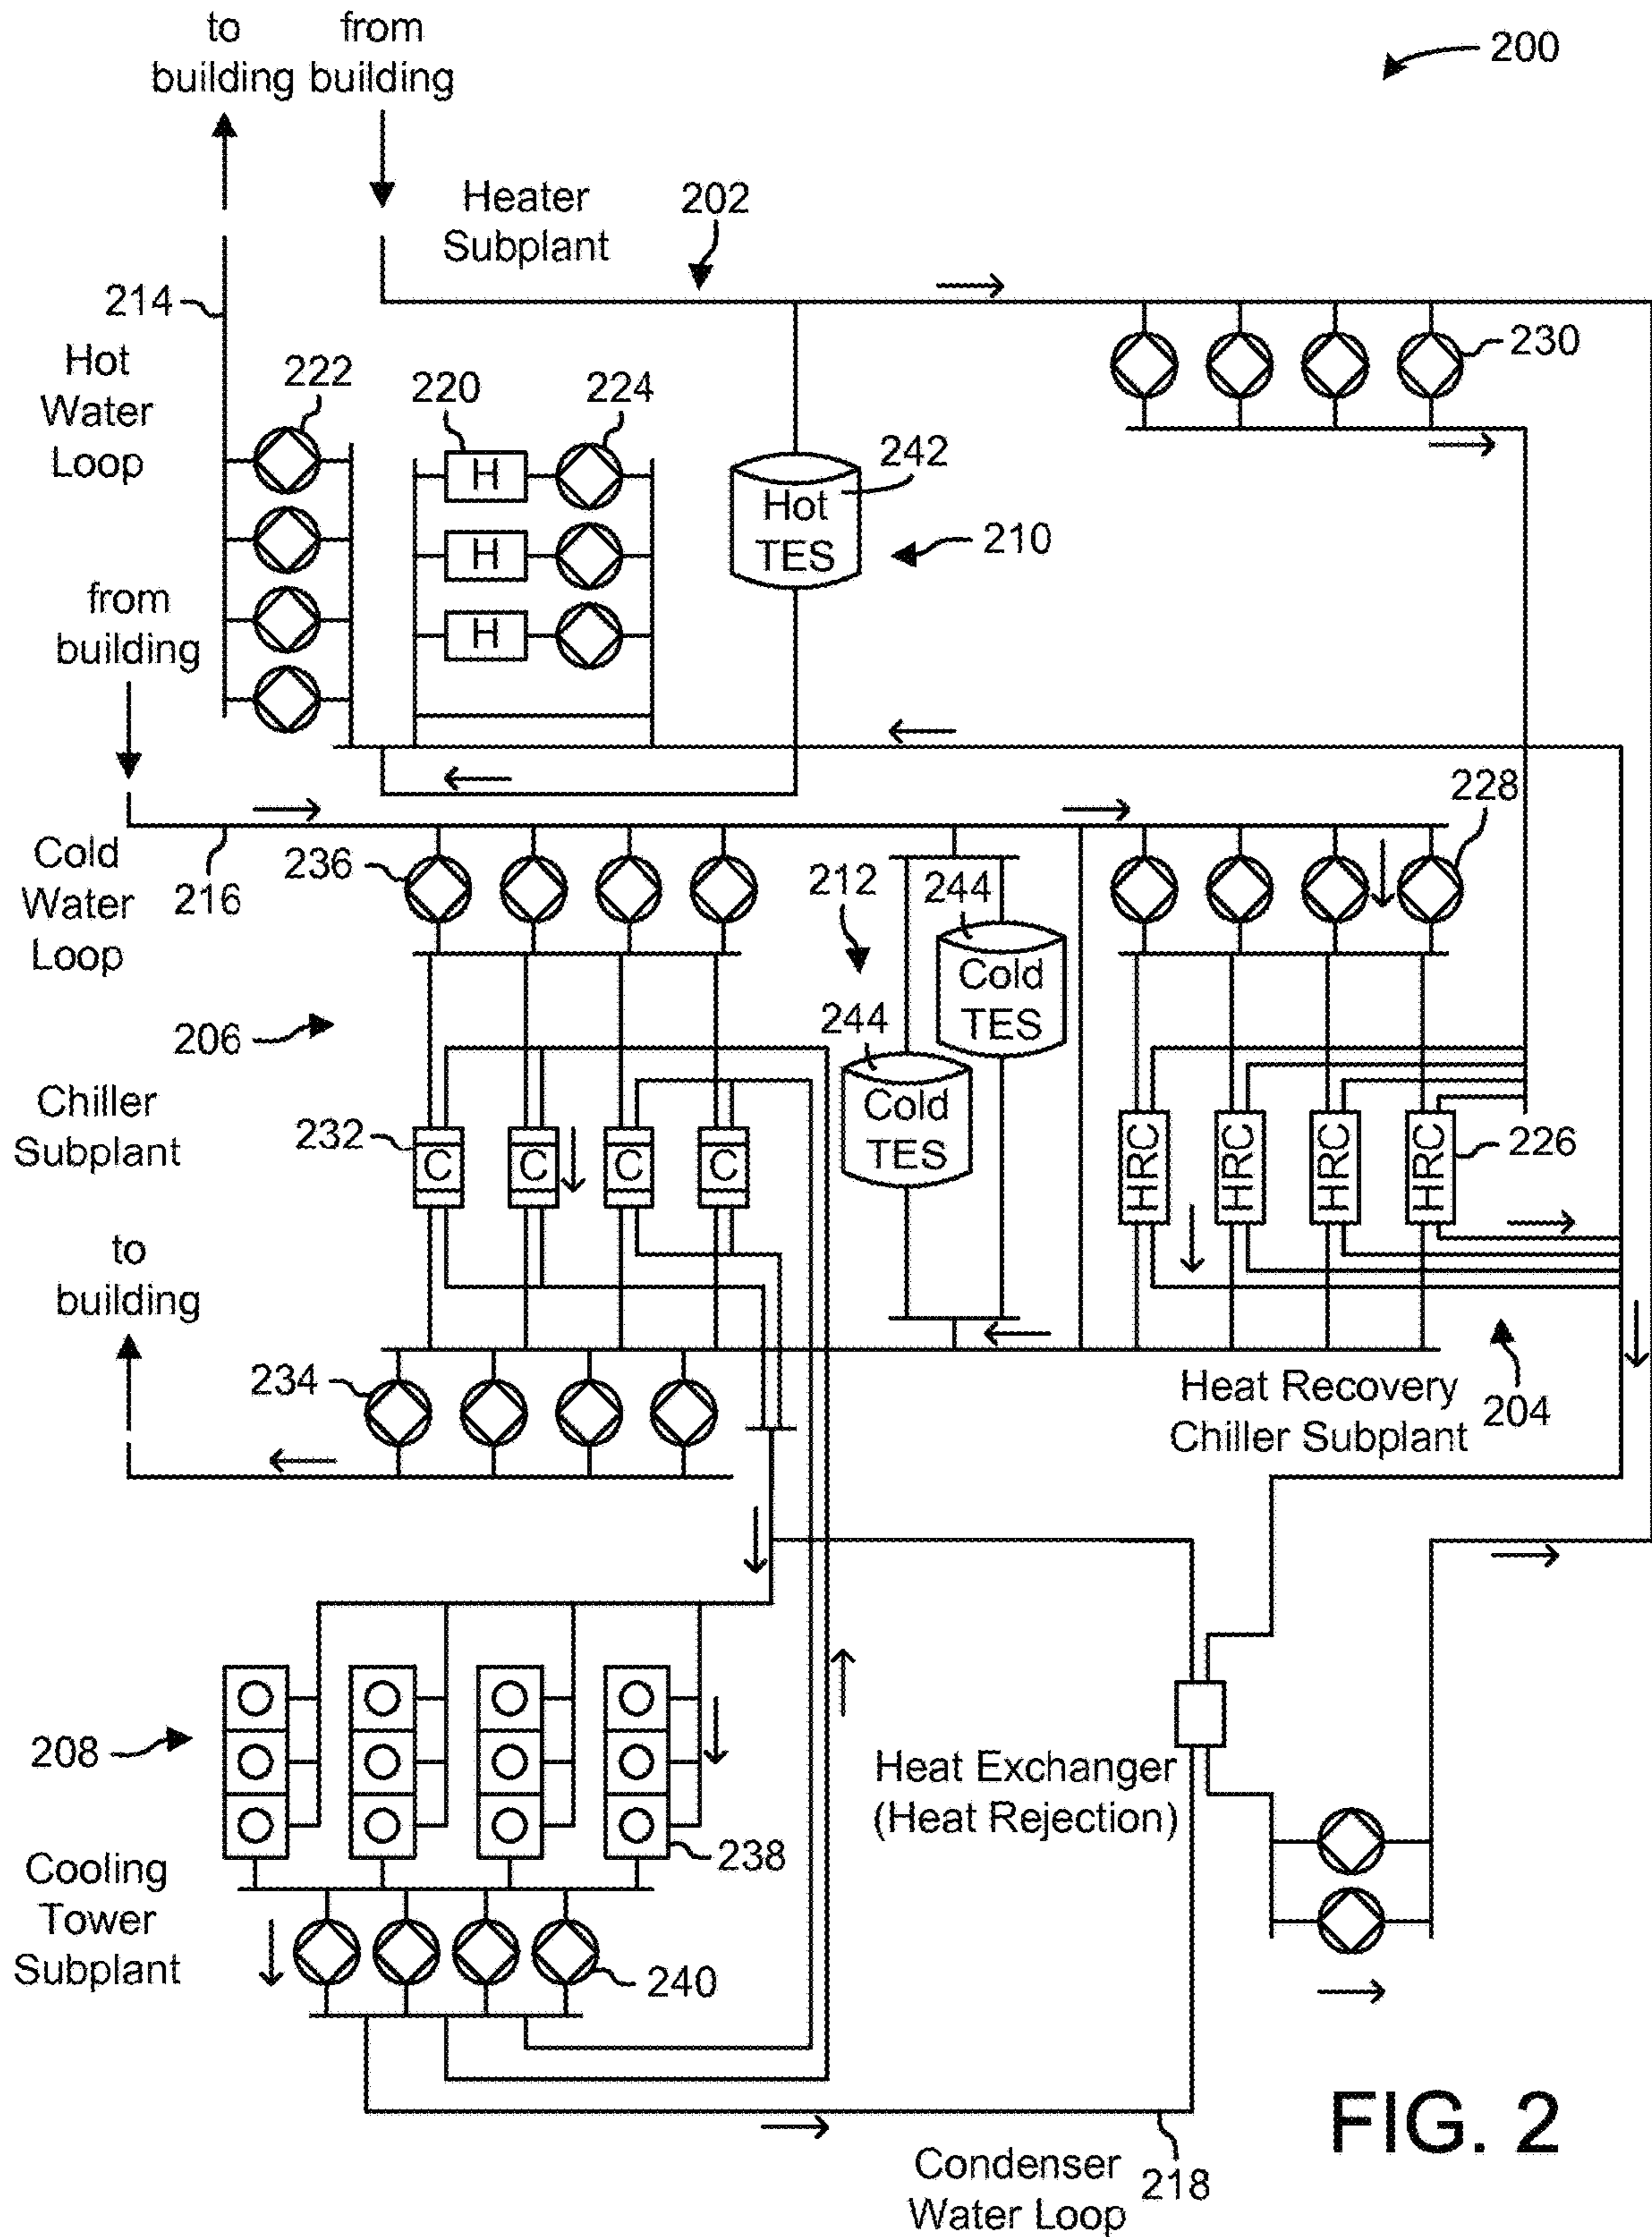 to
building
from
building
200
Heater
Subplant
202
214
Hot
Water
Loop
222
220
224
230
H
H
H
Hot
TES
242
210
from
building
228
Cold
Water
Loop
216
236
212
244
Cold
TES
244
Cold
TES
206
Chiller
Subplant
232
C
C
C
C
HRC
HRC
HRC
HRC
226
to
building
234
Heat Recovery
Chiller Subplant
204
208
Heat Exchanger
(Heat Rejection)
238
Cooling
Tower
Subplant
240
FIG. 2
Condenser
Water Loop
218